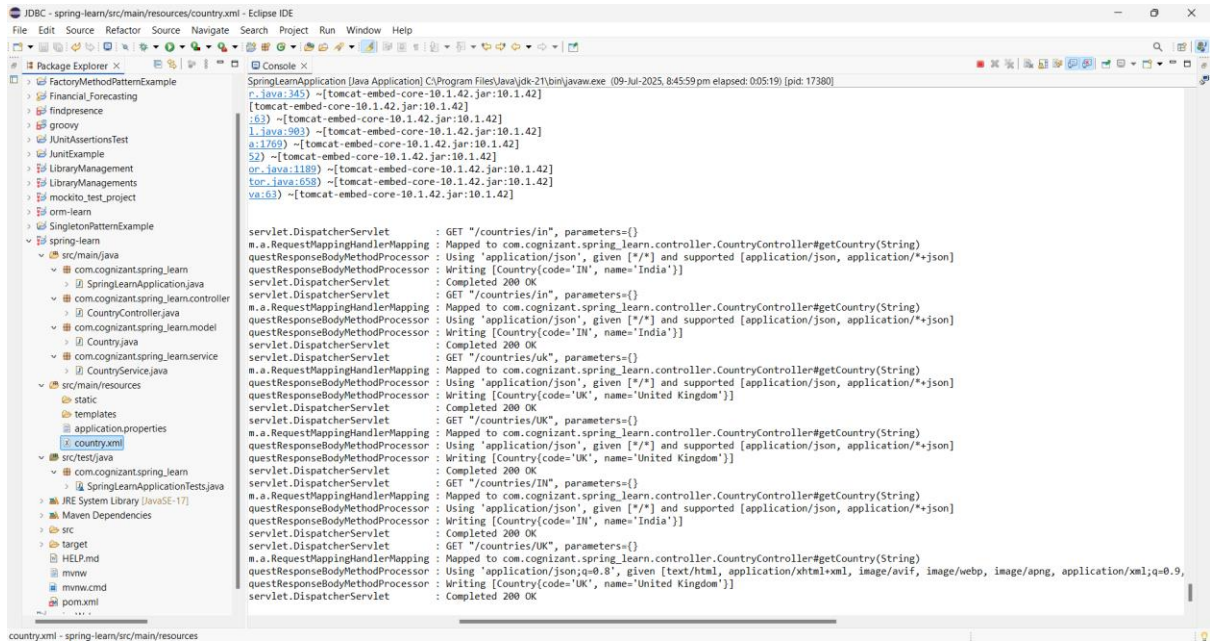 JDBC - spring-learn/src/main/resources/country.xml - Eclipse IDE
File Edit Source Refactor Source Navigate Search Project Run Window Help
Package Explorer
FactoryMethodPatternExample
Financial_Forecasting
findpresence
groovy
JUnitAssertionsTest
JunitExample
LibraryManagement
LibraryManagements
mockito_test_project
orm-learn
SingletonPatternExample
spring-learn
src/main/java
com.cognizant.spring_learn
SpringLearnApplication.java
com.cognizant.spring_learn.controller
CountryController.java
com.cognizant.spring_learn.model
Country.java
com.cognizant.spring_learn.service
CountryService.java
src/main/resources
static
templates
application.properties
country.xml
src/test/java
com.cognizant.spring_learn
SpringLearnApplicationTests.java
JRE System Library [JavaSE-17]
Maven Dependencies
src
target
HELP.md
mvnw
mvnw.cmd
pom.xml
Console
SpringLearnApplication [Java Application] C:\Program Files\Java\jdk-21\bin\javaw.exe (09-Jul-2025, 8:45:59 pm elapsed: 0:05:19) [pid: 17380]
r.java:345) ~[tomcat-embed-core-10.1.42.jar:10.1.42]
[tomcat-embed-core-10.1.42.jar:10.1.42]
:63) ~[tomcat-embed-core-10.1.42.jar:10.1.42]
l.java:903) ~[tomcat-embed-core-10.1.42.jar:10.1.42]
a:1769) ~[tomcat-embed-core-10.1.42.jar:10.1.42]
52) ~[tomcat-embed-core-10.1.42.jar:10.1.42]
or.java:1189) ~[tomcat-embed-core-10.1.42.jar:10.1.42]
tor.java:658) ~[tomcat-embed-core-10.1.42.jar:10.1.42]
va:63) ~[tomcat-embed-core-10.1.42.jar:10.1.42]
servlet.DispatcherServlet : GET "/countries/in", parameters={}
m.a.RequestMappingHandlerMapping : Mapped to com.cognizant.spring_learn.controller.CountryController#getCountry(String)
questResponseBodyMethodProcessor : Using 'application/json', given [*/*] and supported [application/json, application/*+json]
questResponseBodyMethodProcessor : Writing [Country{code='IN', name='India'}]
servlet.DispatcherServlet : Completed 200 OK
servlet.DispatcherServlet : GET "/countries/in", parameters={}
m.a.RequestMappingHandlerMapping : Mapped to com.cognizant.spring_learn.controller.CountryController#getCountry(String)
questResponseBodyMethodProcessor : Using 'application/json', given [*/*] and supported [application/json, application/*+json]
questResponseBodyMethodProcessor : Writing [Country{code='IN', name='India'}]
servlet.DispatcherServlet : Completed 200 OK
servlet.DispatcherServlet : GET "/countries/uk", parameters={}
m.a.RequestMappingHandlerMapping : Mapped to com.cognizant.spring_learn.controller.CountryController#getCountry(String)
questResponseBodyMethodProcessor : Using 'application/json', given [*/*] and supported [application/json, application/*+json]
questResponseBodyMethodProcessor : Writing [Country{code='UK', name='United Kingdom'}]
servlet.DispatcherServlet : Completed 200 OK
servlet.DispatcherServlet : GET "/countries/UK", parameters={}
m.a.RequestMappingHandlerMapping : Mapped to com.cognizant.spring_learn.controller.CountryController#getCountry(String)
questResponseBodyMethodProcessor : Using 'application/json', given [*/*] and supported [application/json, application/*+json]
questResponseBodyMethodProcessor : Writing [Country{code='UK', name='United Kingdom'}]
servlet.DispatcherServlet : Completed 200 OK
servlet.DispatcherServlet : GET "/countries/IN", parameters={}
m.a.RequestMappingHandlerMapping : Mapped to com.cognizant.spring_learn.controller.CountryController#getCountry(String)
questResponseBodyMethodProcessor : Using 'application/json', given [*/*] and supported [application/json, application/*+json]
questResponseBodyMethodProcessor : Writing [Country{code='IN', name='India'}]
servlet.DispatcherServlet : Completed 200 OK
servlet.DispatcherServlet : GET "/countries/UK", parameters={}
m.a.RequestMappingHandlerMapping : Mapped to com.cognizant.spring_learn.controller.CountryController#getCountry(String)
questResponseBodyMethodProcessor : Using 'application/json;q=0.8', given [text/html, application/xhtml+xml, image/avif, image/webp, image/apng, application/xml;q=0.9,
questResponseBodyMethodProcessor : Writing [Country{code='UK', name='United Kingdom'}]
servlet.DispatcherServlet : Completed 200 OK
country.xml - spring-learn/src/main/resources